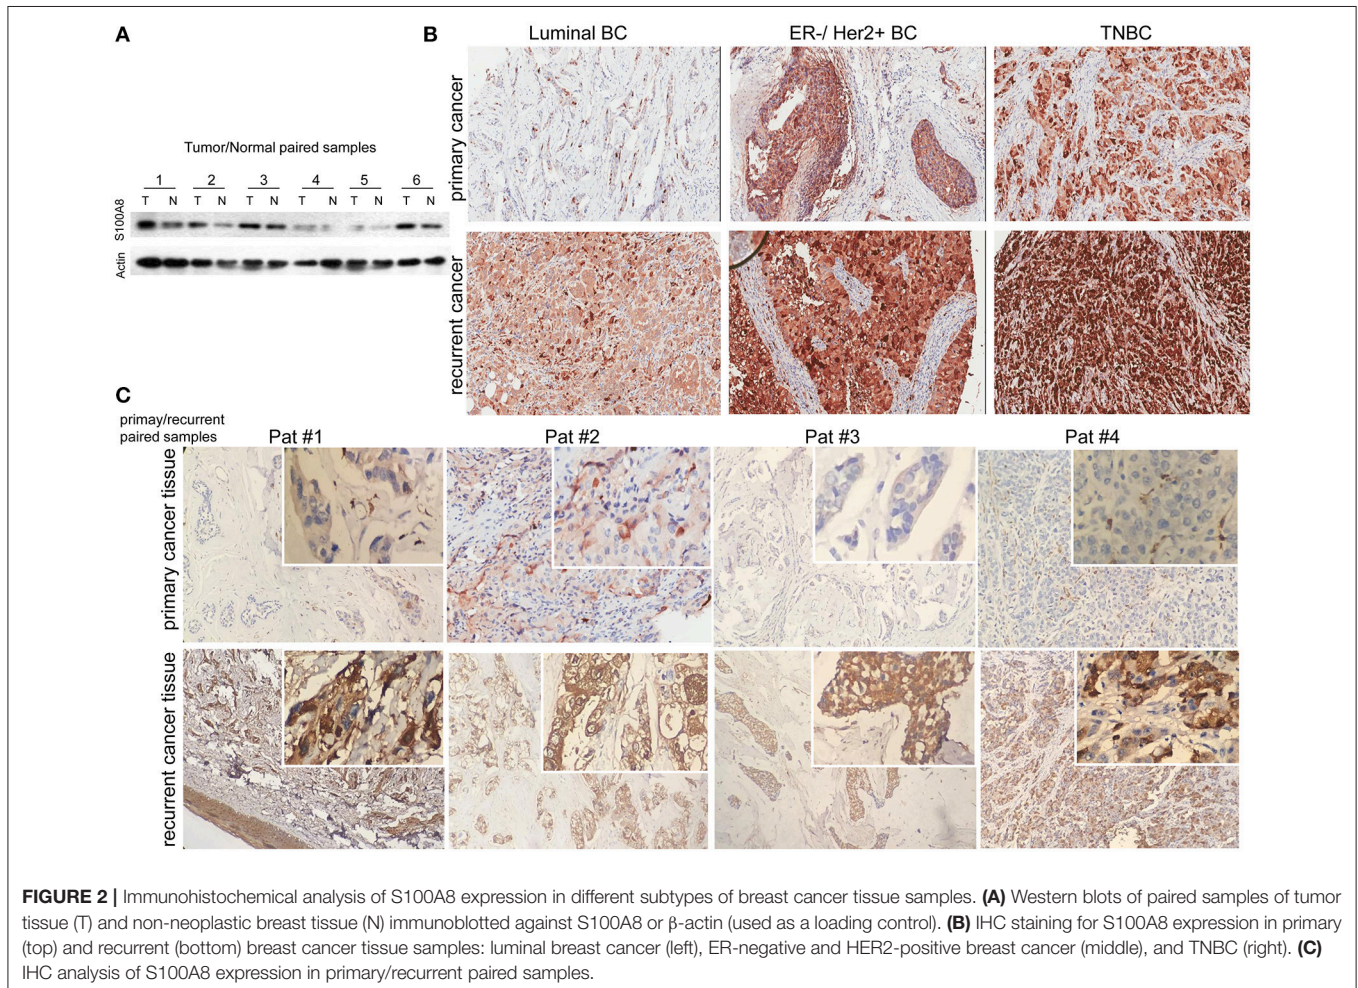 A
Tumor/Normal paired samples
1 2 3 4 5 6
T N T N T N T N T N T N
S100A8
Actin
B
Luminal BC ER-/ Her2+ BC TNBC
primary cancer
recurrent cancer
C
primay/recurrent
paired samples
Pat #1 Pat #2 Pat #3 Pat #4
primary cancer tissue
recurrent cancer tissue
FIGURE 2 | Immunohistochemical analysis of S100A8 expression in different subtypes of breast cancer tissue samples. (A) Western blots of paired samples of tumor
tissue (T) and non-neoplastic breast tissue (N) immunoblotted against S100A8 or β-actin (used as a loading control). (B) IHC staining for S100A8 expression in primary
(top) and recurrent (bottom) breast cancer tissue samples: luminal breast cancer (left), ER-negative and HER2-positive breast cancer (middle), and TNBC (right). (C)
IHC analysis of S100A8 expression in primary/recurrent paired samples.